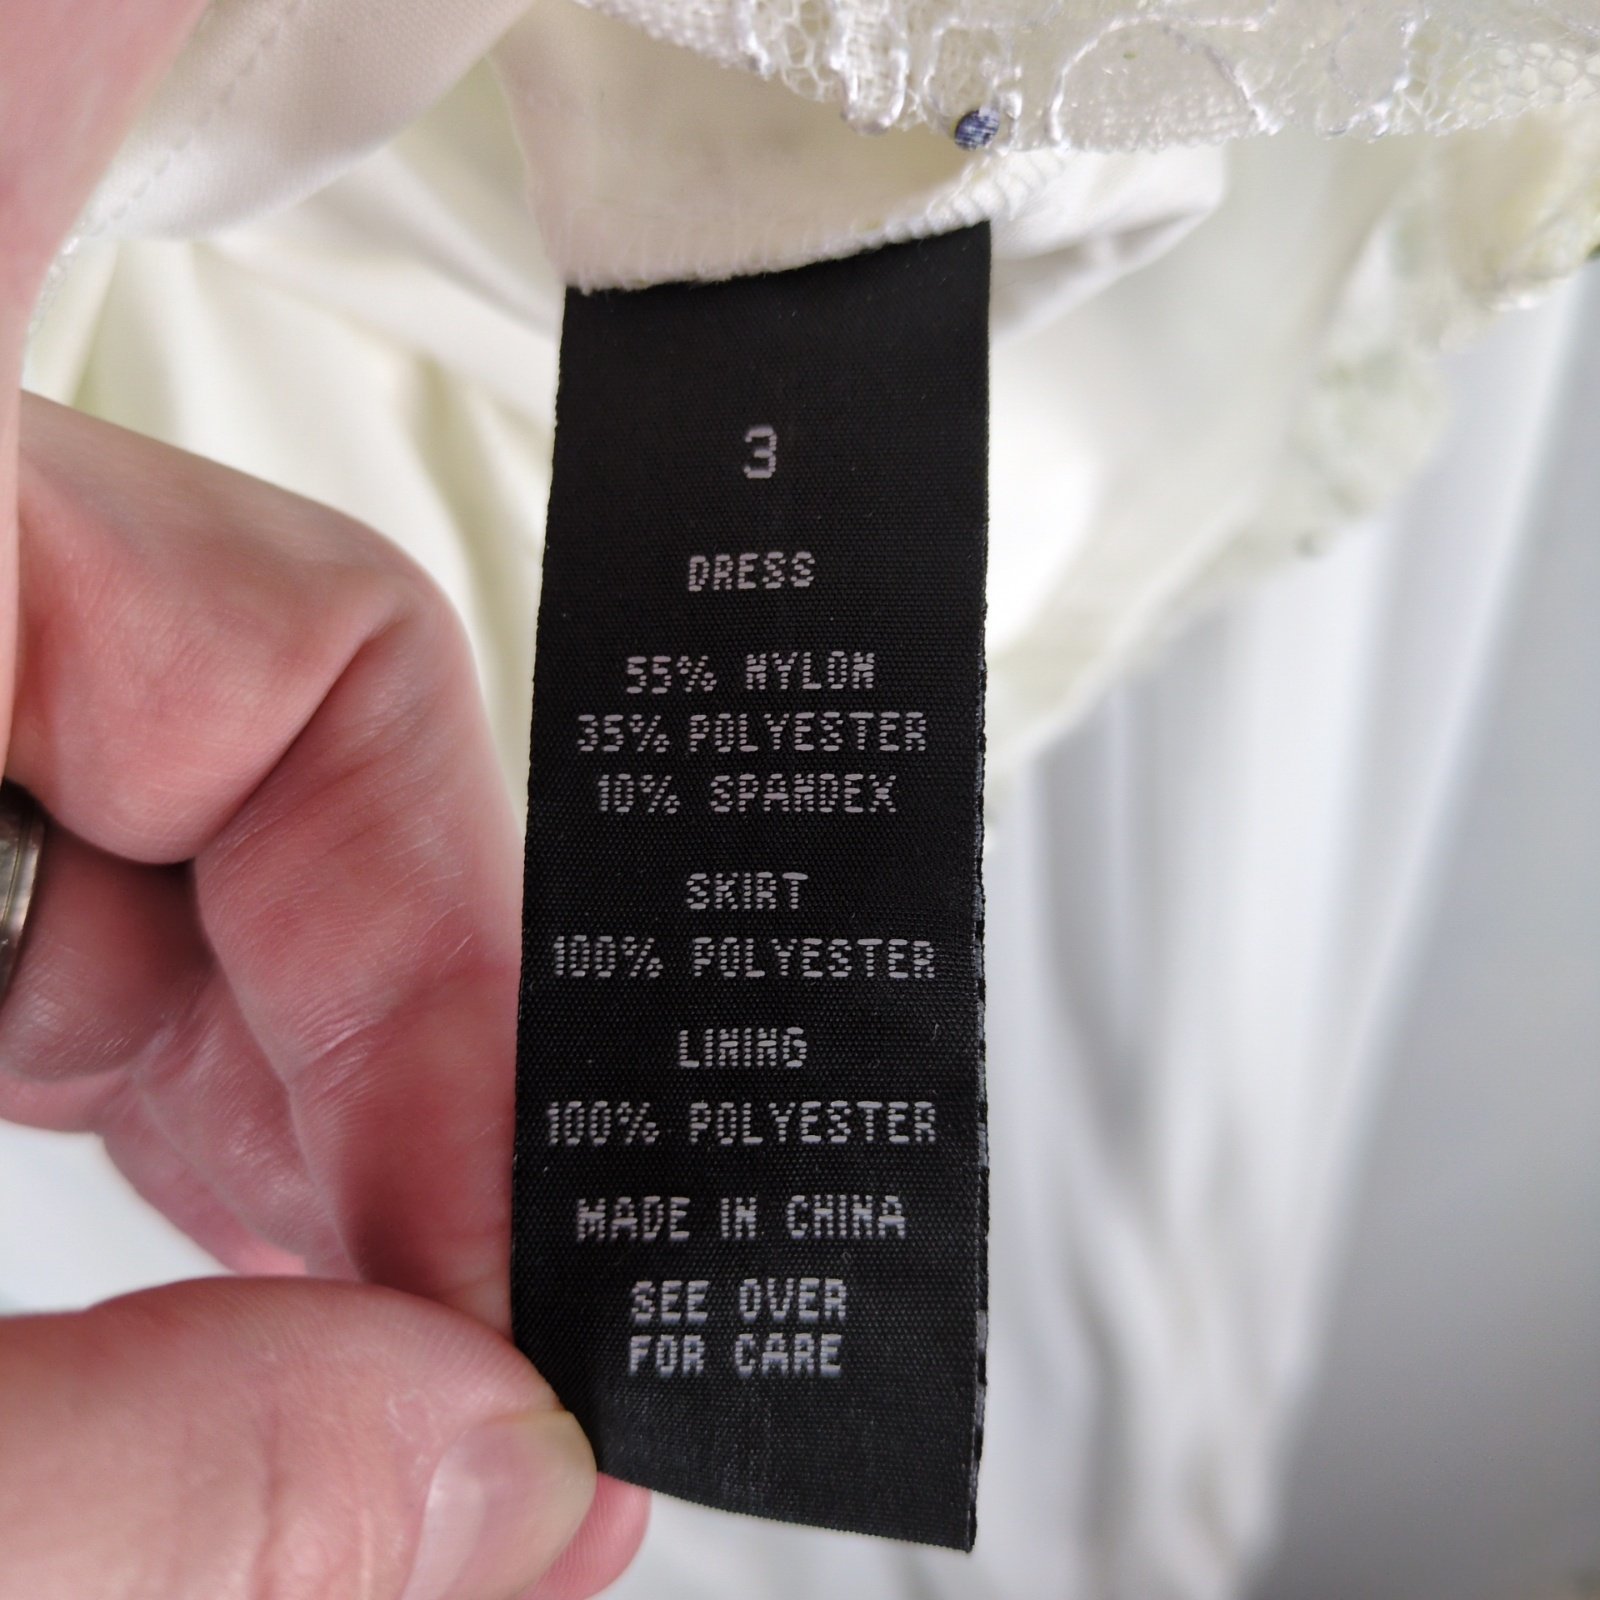 3
DRESS
55% NYLON
35% POLYESTER
10% SPANDEX
SKIRT
100% POLYESTER
LINING
100% POLYESTER
MADE IN CHINA
SEE OVER
FOR CARE